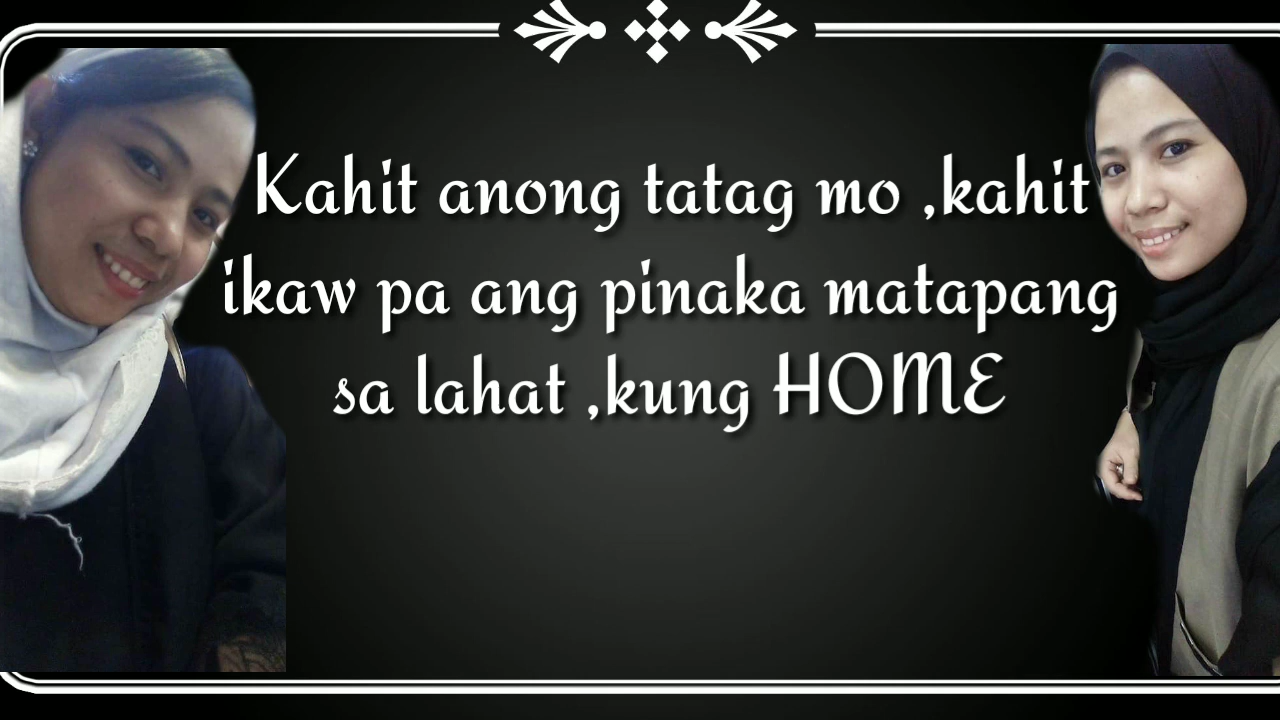 Kahit anong tatag mo ,kahit
ikaw pa ang pinaka matapang
sa lahat ,kung HOME